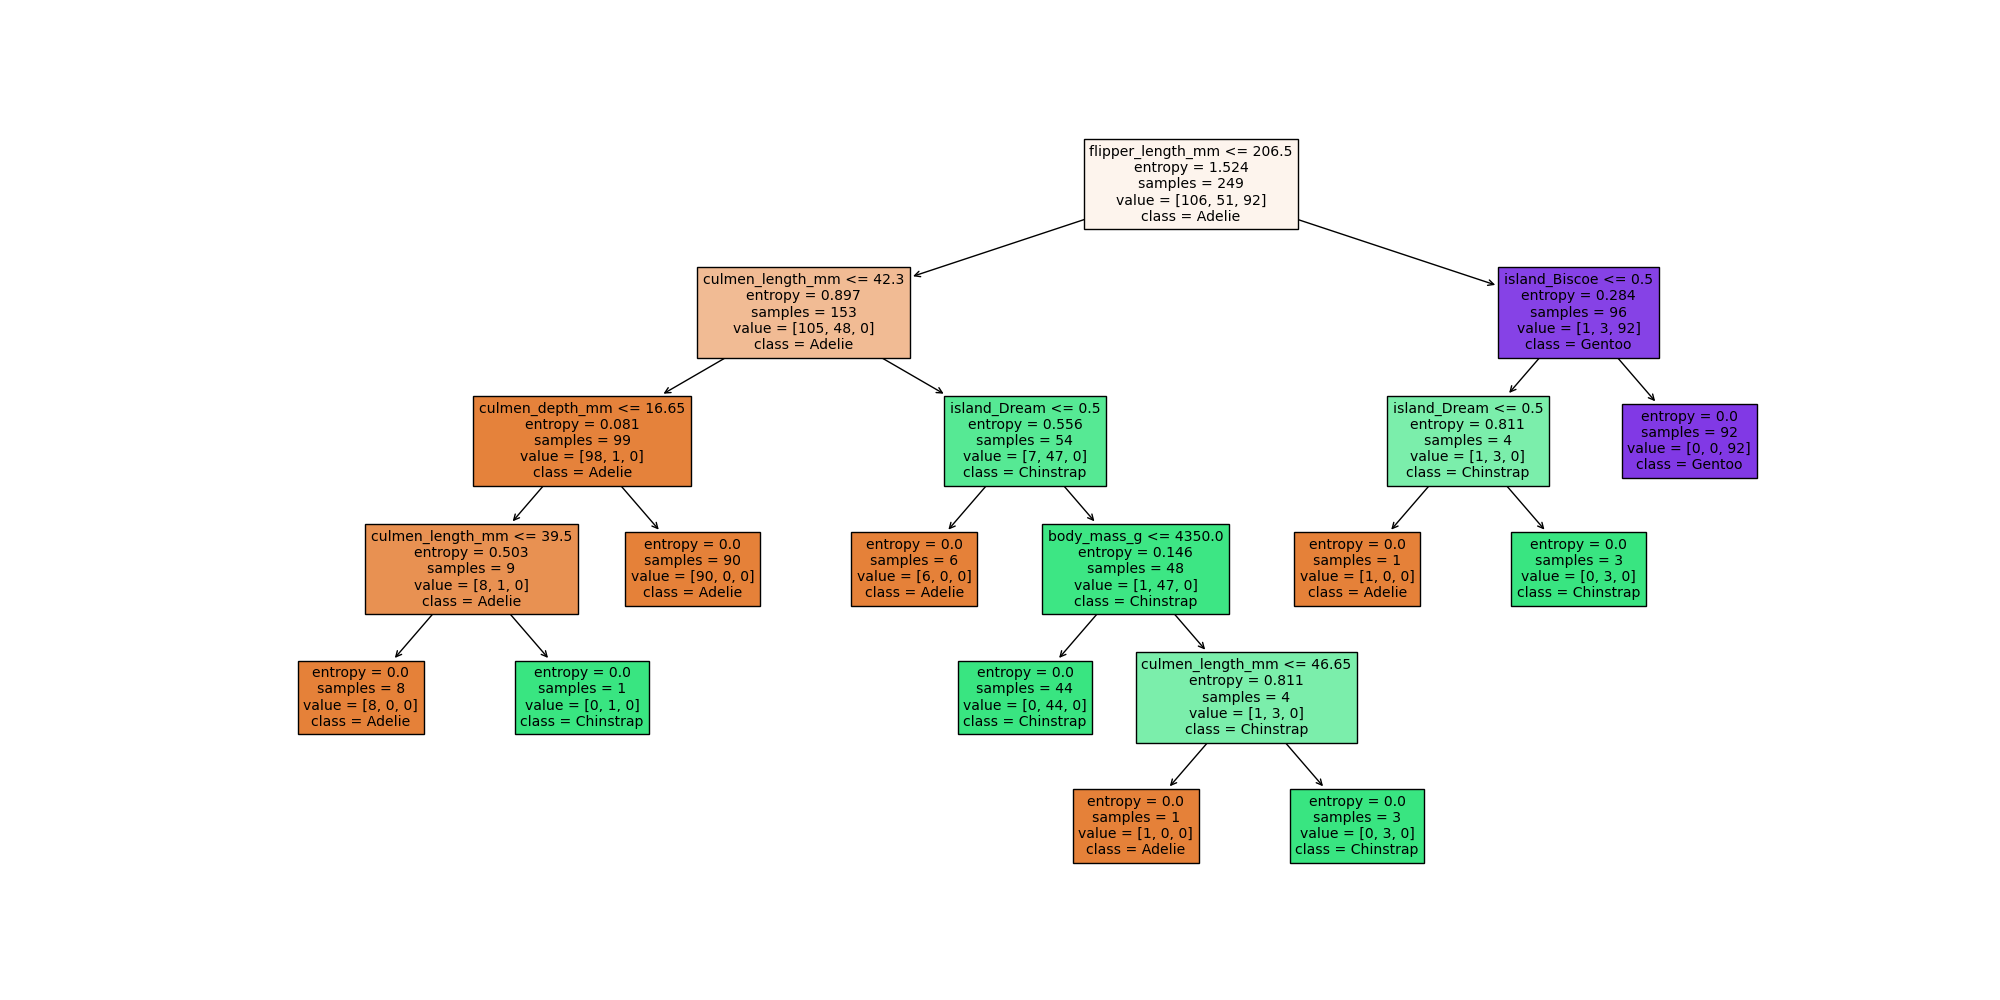 flipper_length_mm <= 206.5
entropy = 1.524
samples = 249
value = [106, 51, 92]
class = Adelie
culmen_length_mm <= 42.3
entropy = 0.897
samples = 153
value = [105, 48, 0]
class = Adelie
island_Biscoe <= 0.5
entropy = 0.284
samples = 96
value = [1, 3, 92]
class = Gentoo
culmen_depth_mm <= 16.65
entropy = 0.081
samples = 99
value = [98, 1, 0]
class = Adelie
island_Dream <= 0.5
entropy = 0.556
samples = 54
value = [7, 47, 0]
class = Chinstrap
island_Dream <= 0.5
entropy = 0.811
samples = 4
value = [1, 3, 0]
class = Chinstrap
entropy = 0.0
samples = 92
value = [0, 0, 92]
class = Gentoo
culmen_length_mm <= 39.5
entropy = 0.503
samples = 9
value = [8, 1, 0]
class = Adelie
entropy = 0.0
samples = 90
value = [90, 0, 0]
class = Adelie
entropy = 0.0
samples = 6
value = [6, 0, 0]
class = Adelie
body_mass_g <= 4350.0
entropy = 0.146
samples = 48
value = [1, 47, 0]
class = Chinstrap
entropy = 0.0
samples = 1
value = [1, 0, 0]
class = Adelie
entropy = 0.0
samples = 3
value = [0, 3, 0]
class = Chinstrap
entropy = 0.0
samples = 8
value = [8, 0, 0]
class = Adelie
entropy = 0.0
samples = 1
value = [0, 1, 0]
class = Chinstrap
entropy = 0.0
samples = 44
value = [0, 44, 0]
class = Chinstrap
culmen_length_mm <= 46.65
entropy = 0.811
samples = 4
value = [1, 3, 0]
class = Chinstrap
entropy = 0.0
samples = 1
value = [1, 0, 0]
class = Adelie
entropy = 0.0
samples = 3
value = [0, 3, 0]
class = Chinstrap